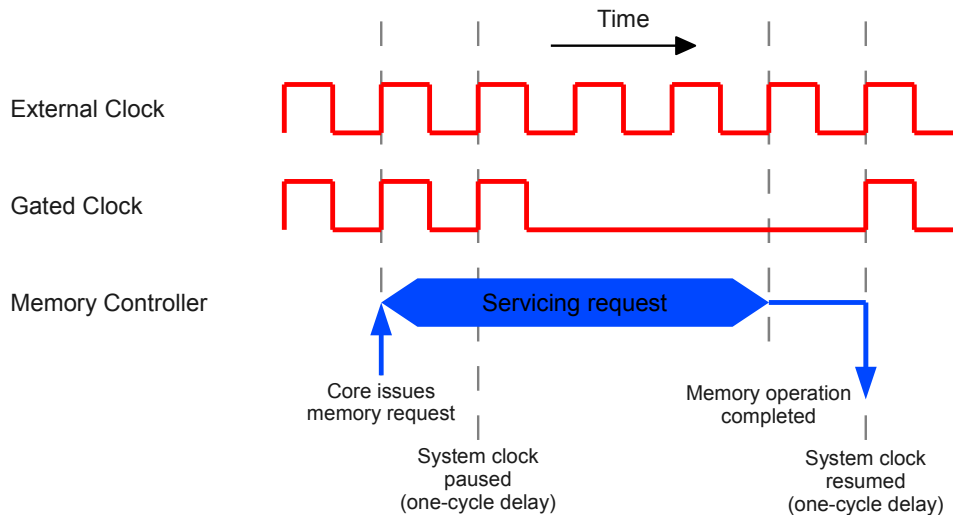 Time
External Clock
Gated Clock
Memory Controller
Servicing request
Core issues
memory request
Memory operation
completed
System clock
paused
(one-cycle delay)
System clock
resumed
(one-cycle delay)